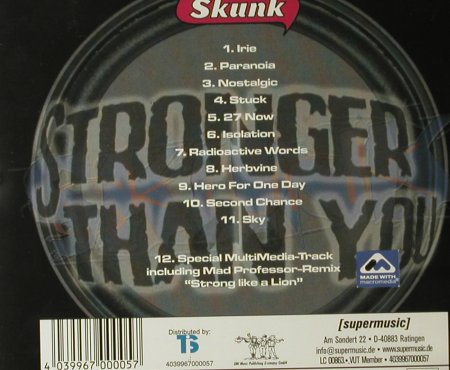 Skunk
STRONGER
THAN YOU
1. Irie
2. Paranoia
3. Nostalgic
4. Stuck
5. 27 Now
6. Isolation
7. Radioactive Words
8. Herbvine
9. Hero For One Day
10. Second Chance
11. Sky
12. Special MultiMedia-Track
including Mad Professor-Remix
"Strong like a Lion"
MADE WITH
macromedia
4 039967 000057
Distributed by:
TS
4039967000057
[supermusic]
Am Sondert 22 • D-40883 Ratingen
info@supermusic.de • www.supermusic.de
LC 00863 • VUT Member • 4039967000057